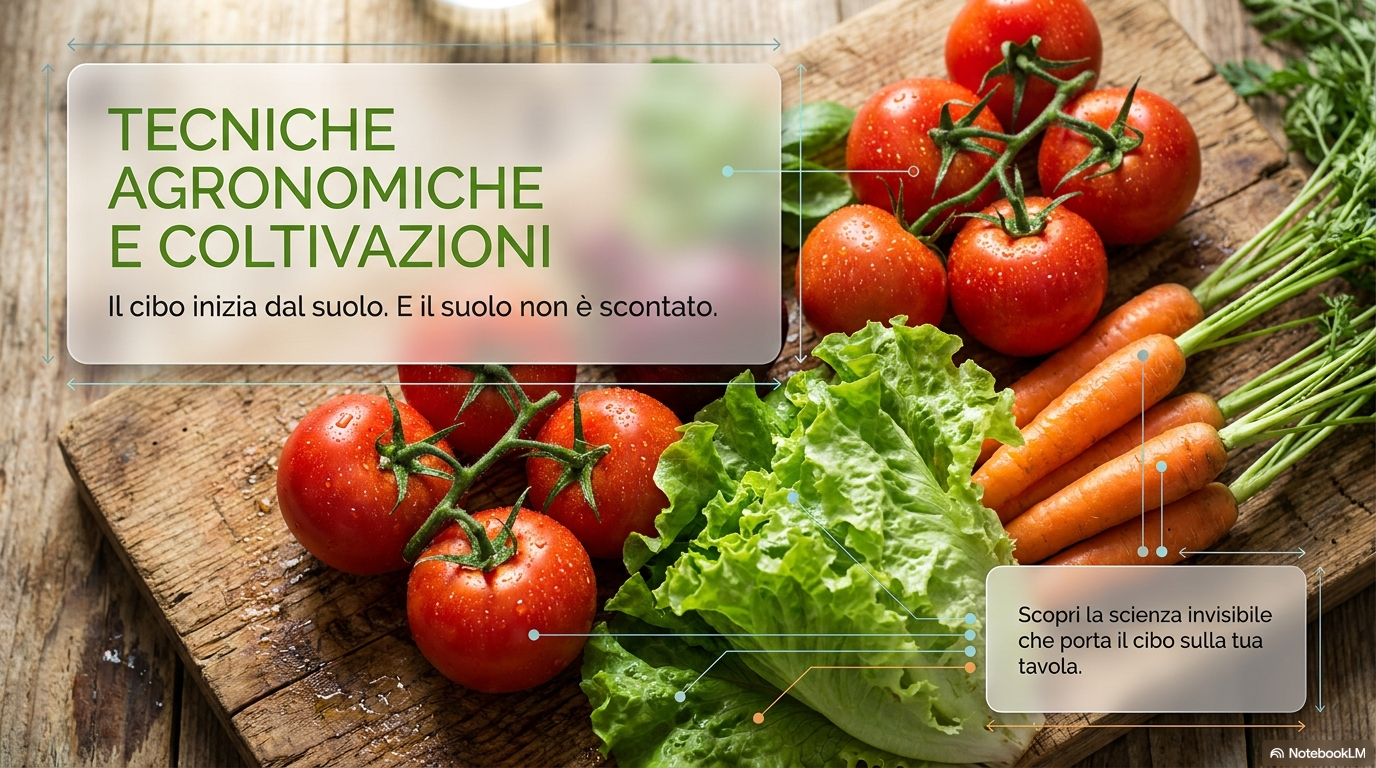 TECNICHE
AGRONOMICHE
E COLTIVAZIONI
Il cibo inizia dal suolo. E il suolo non è scontato.
Scopri la scienza invisibile
che porta il cibo sulla tua
tavola.
NotebookLM